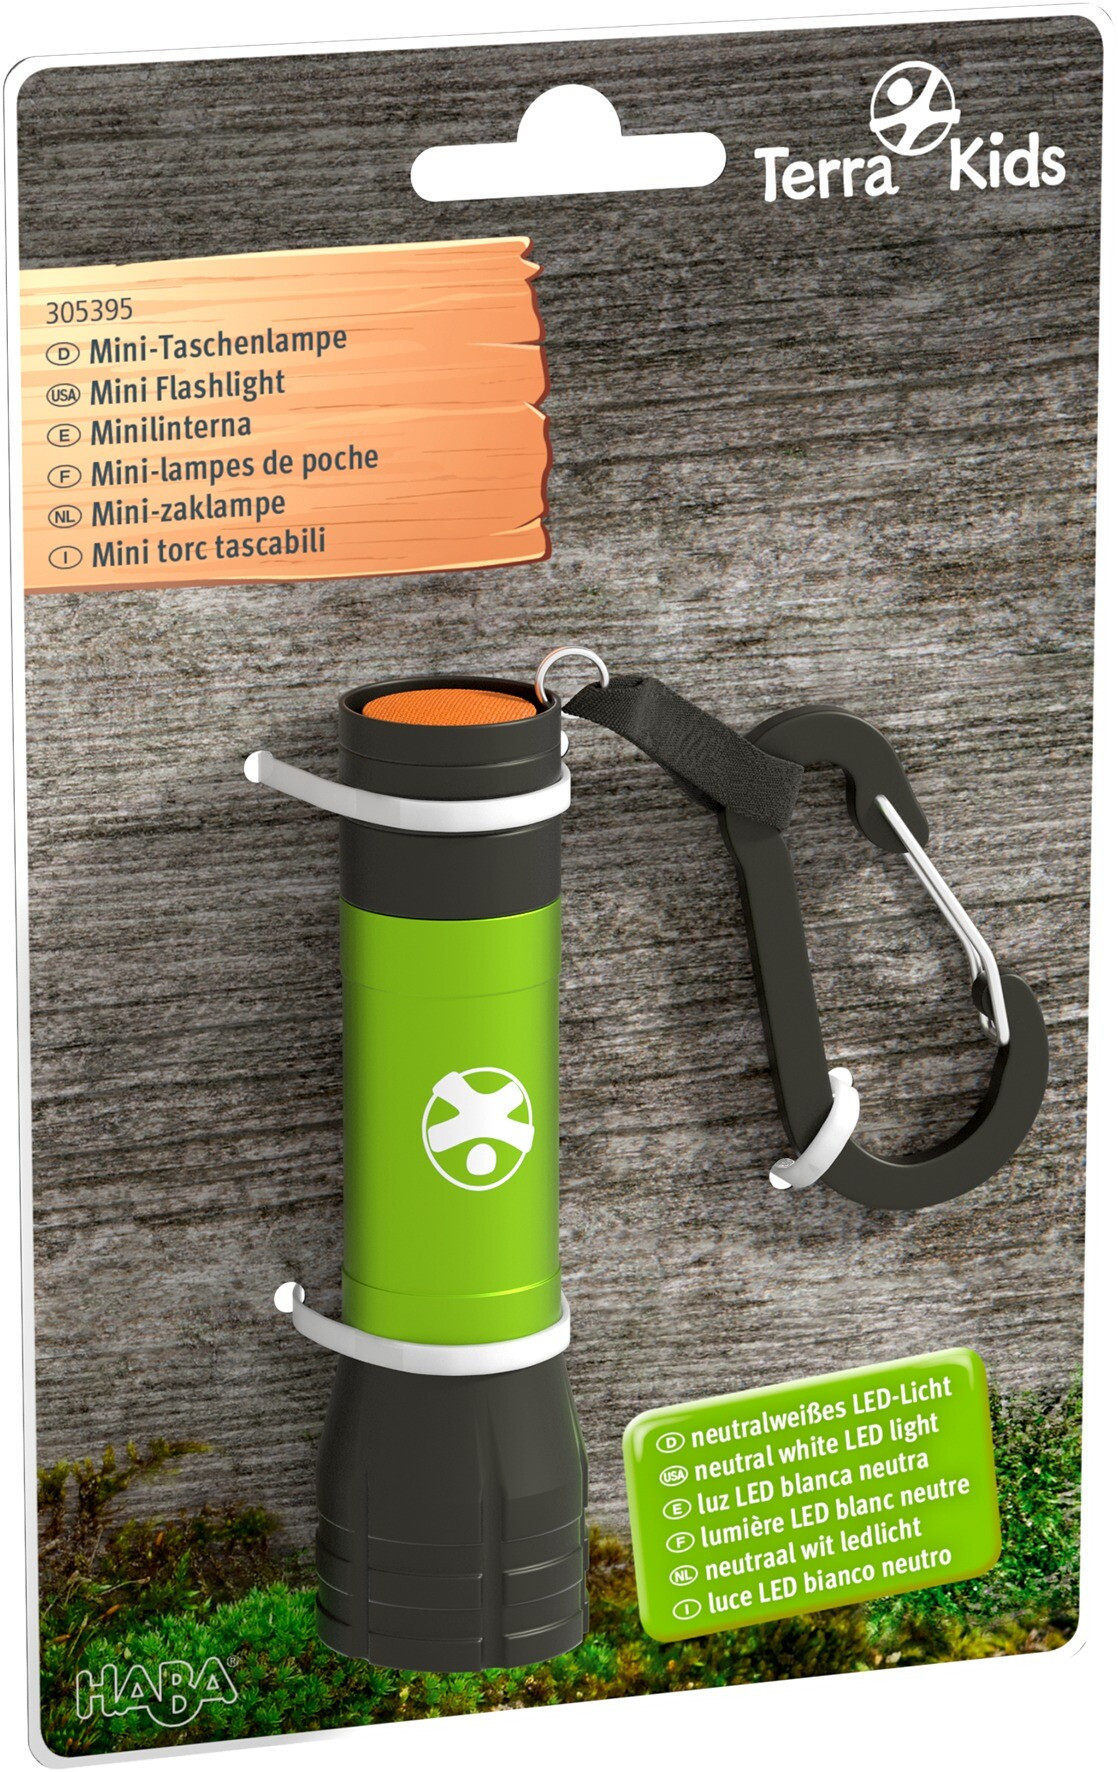 Terra Kids
305395
D Mini-Taschenlampe
USA Mini Flashlight
E Minilinterna
F Mini-lampes de poche
NL Mini-zaklampe
I Mini torc tascabili
D neutralweißes LED-Licht
USA neutral white LED light
E luz LED blanca neutra
F lumière LED blanc neutre
NL neutraal wit ledlicht
I luce LED bianco neutro
HABA®